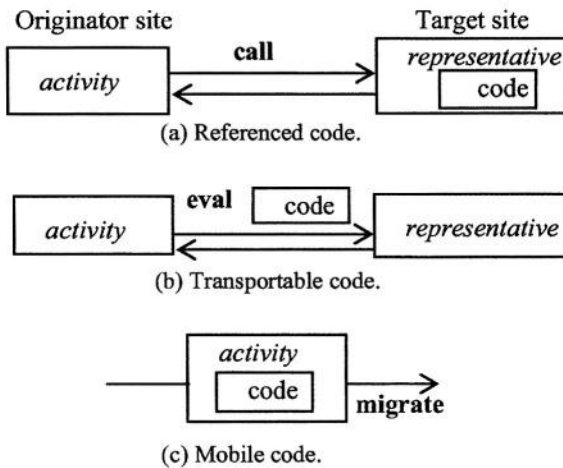 Originator site Target site
activity call representative code
(a) Referenced code.
activity eval code representative
(b) Transportable code.
activity
code
migrate
(c) Mobile code.